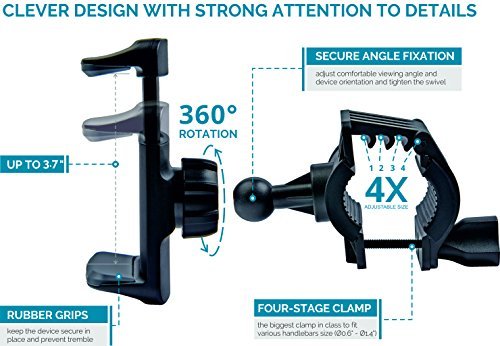 CLEVER DESIGN WITH STRONG ATTENTION TO DETAILS
SECURE ANGLE FIXATION
adjust comfortable viewing angle and
device orientation and tighten the swivel
360°
ROTATION
UP TO 3.7"
1 2 3 4
4X
ADJUSTABLE SIZE
RUBBER GRIPS
keep the device secure in
place and prevent tremble
FOUR-STAGE CLAMP
the biggest clamp in class to fit
various handlebars size (Ø0.6" - Ø1.4")